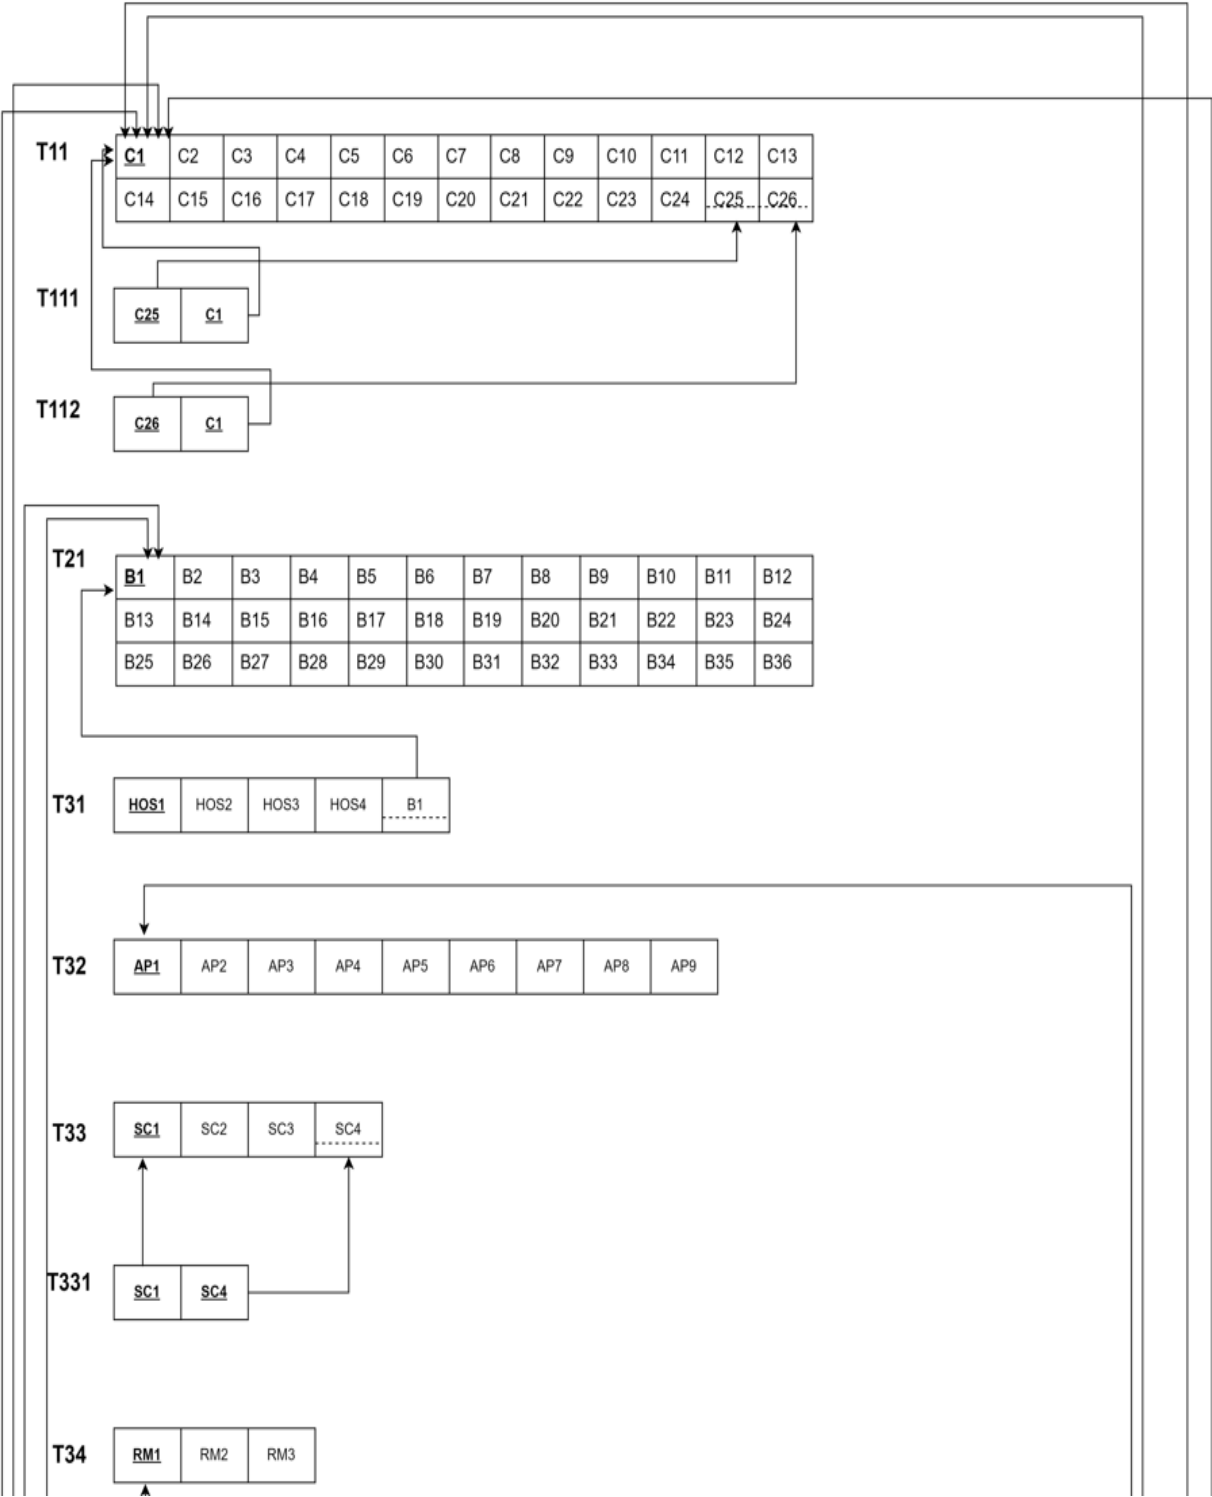 T11
C1 C2 C3 C4 C5 C6 C7 C8 C9 C10 C11 C12 C13
C14 C15 C16 C17 C18 C19 C20 C21 C22 C23 C24 C25 C26
T111
C25 C1
T112
C26 C1
T21
B1 B2 B3 B4 B5 B6 B7 B8 B9 B10 B11 B12
B13 B14 B15 B16 B17 B18 B19 B20 B21 B22 B23 B24
B25 B26 B27 B28 B29 B30 B31 B32 B33 B34 B35 B36
T31
HOS1 HOS2 HOS3 HOS4 B1
T32
AP1 AP2 AP3 AP4 AP5 AP6 AP7 AP8 AP9
T33
SC1 SC2 SC3 SC4
T331
SC1 SC4
T34
RM1 RM2 RM3